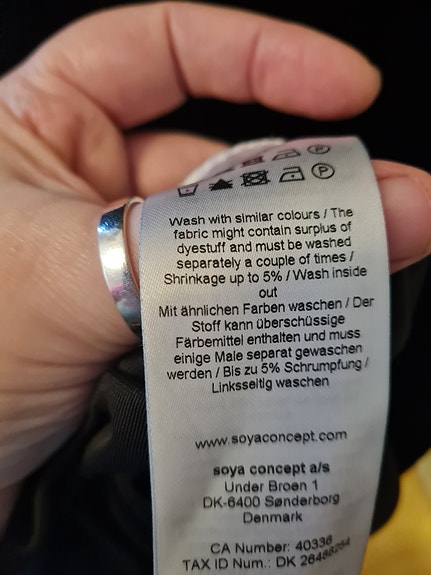 Wash with similar colours / The
fabric might contain surplus of
dyestuff and must be washed
separately a couple of times /
Shrinkage up to 5% / Wash inside
out
Mit ähnlichen Farben waschen / Der
Stoff kann überschüssige
Färbemittel enthalten und muss
einige Male separat gewaschen
werden / Bis zu 5% Schrumpfung /
Linksseitig waschen
www.soyaconcept.com
soya concept a/s
Under Broen 1
DK-6400 Sønderborg
Denmark
CA Number: 40336
TAX ID Num.: DK